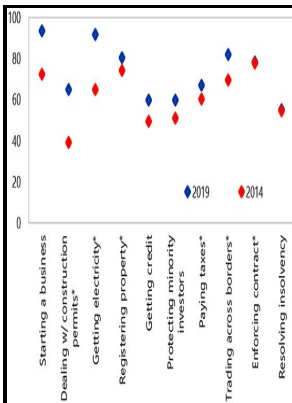 100
80
60
40
20
0
2019
2014
Starting a business
Dealing w/ construction
permits*
Getting electricity*
Registering property*
Getting credit
Protecting minority
investors
Paying taxes*
Trading across borders*
Enforcing contract*
Resolving insolvency